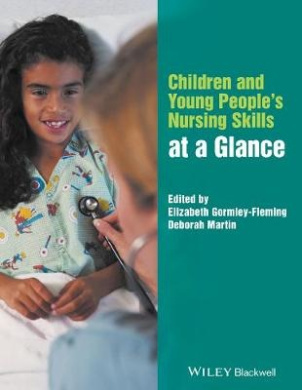 Children and
Young People's
Nursing Skills
at a Glance
Edited by
Elizabeth Gormley-Fleming
Deborah Martin
WILEY Blackwell